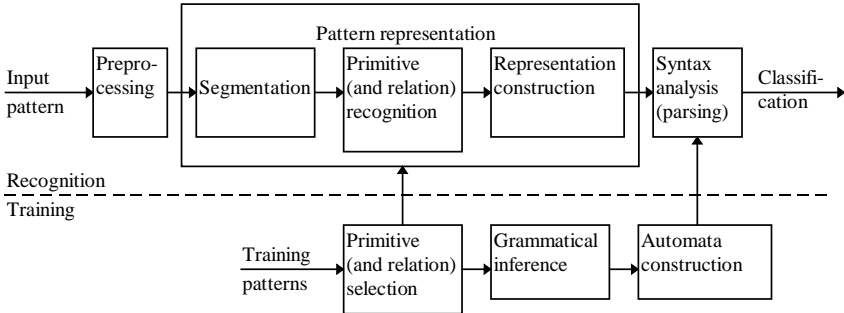 Pattern representation
Input
pattern
Prepro-
cessing
Segmentation
Primitive
(and relation)
recognition
Representation
construction
Syntax
analysis
(parsing)
Classifi-
cation
Recognition
Training
Training
patterns
Primitive
(and relation)
selection
Grammatical
inference
Automata
construction